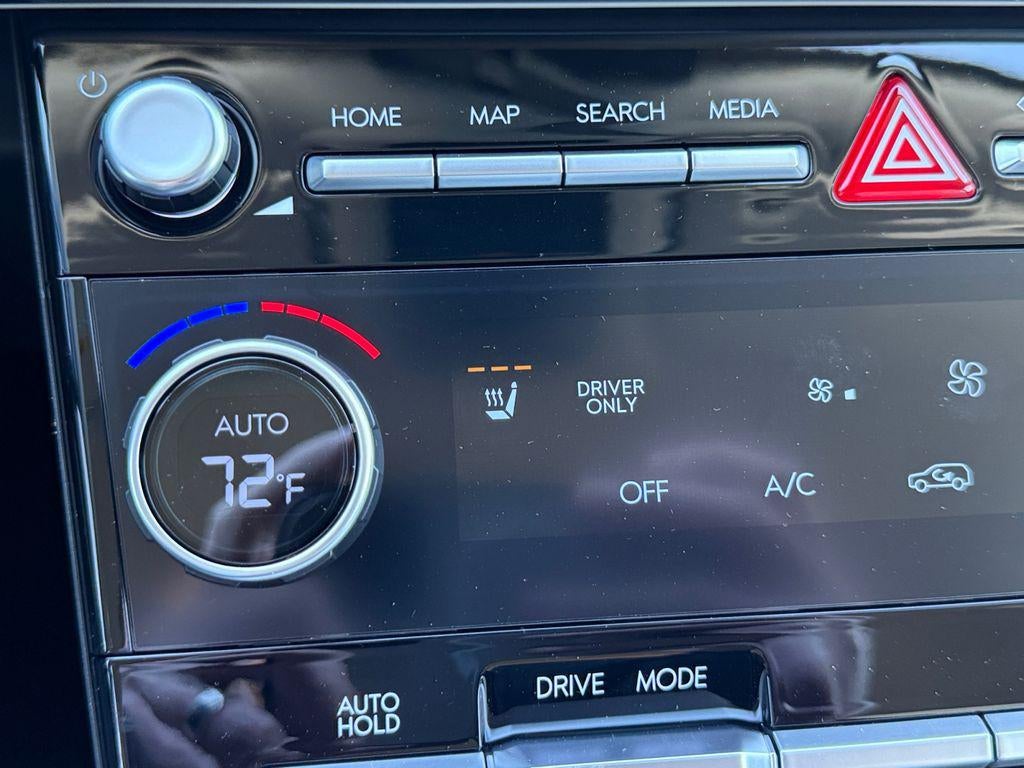 HOME MAP SEARCH MEDIA
AUTO
72°F
DRIVER
ONLY
OFF A/C
AUTO
HOLD
DRIVE MODE